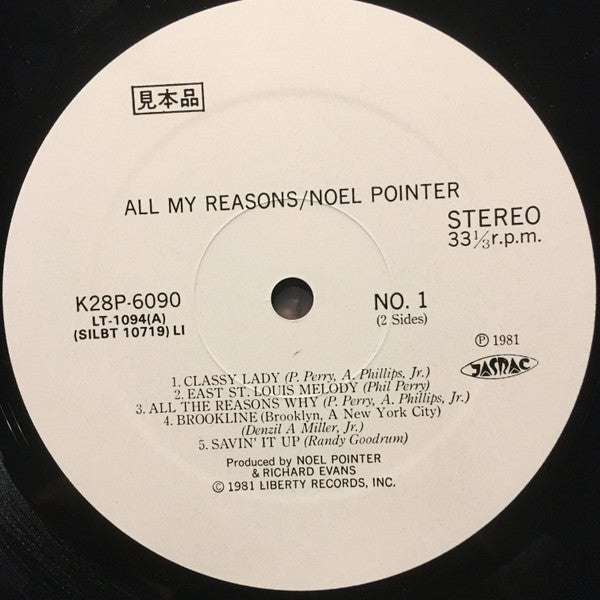 見本品
ALL MY REASONS/NOEL POINTER
STEREO
33⅓r.p.m.
K28P-6090
LT-1094(A)
(SILBT 10719) LI
NO. 1
(2 Sides)
Ⓟ 1981
JASRAC
1. CLASSY LADY (P. Perry, A. Phillips, Jr.)
2. EAST ST. LOUIS MELODY (Phil Perry)
3. ALL THE REASONS WHY (P. Perry, A. Phillips, Jr.)
4. BROOKLINE (Brooklyn, A New York City)
(Denzil A Miller, Jr.)
5. SAVIN' IT UP (Randy Goodrum)
Produced by NOEL POINTER
& RICHARD EVANS
© 1981 LIBERTY RECORDS, INC.